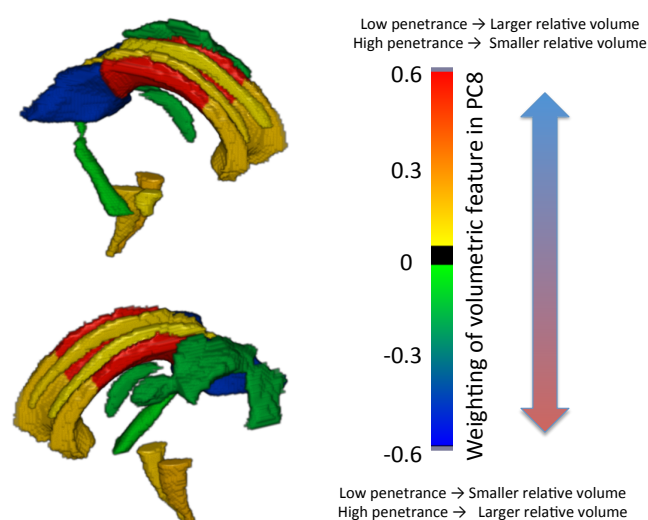 Low penetrance → Larger relative volume
High penetrance → Smaller relative volume
0.6
0.3
0
-0.3
-0.6
Weighting of volumetric feature in PC8
Low penetrance → Smaller relative volume
High penetrance → Larger relative volume